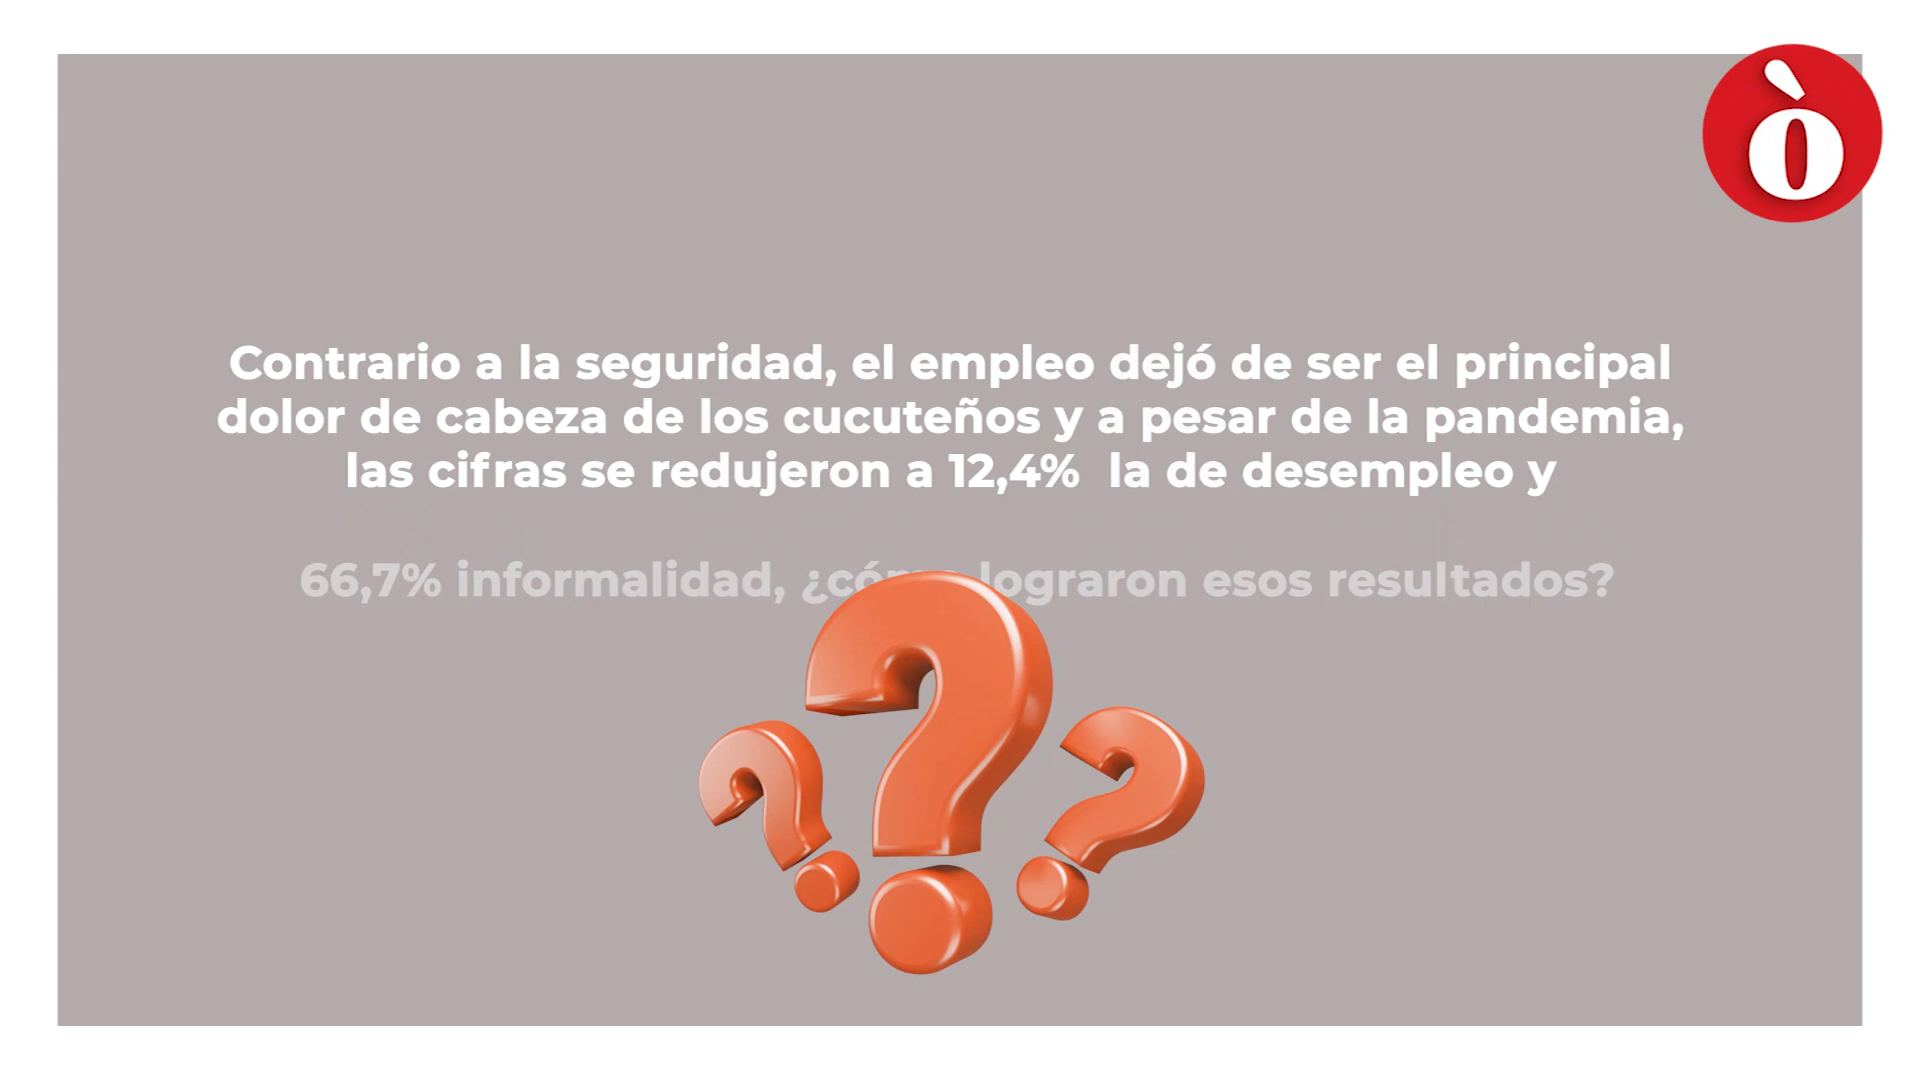 ò
Contrario a la seguridad, el empleo dejó de ser el principal
dolor de cabeza de los cucuteños y a pesar de la pandemia,
las cifras se redujeron a 12,4%  la de desempleo y
66,7% informalidad, ¿cómo lograron esos resultados?